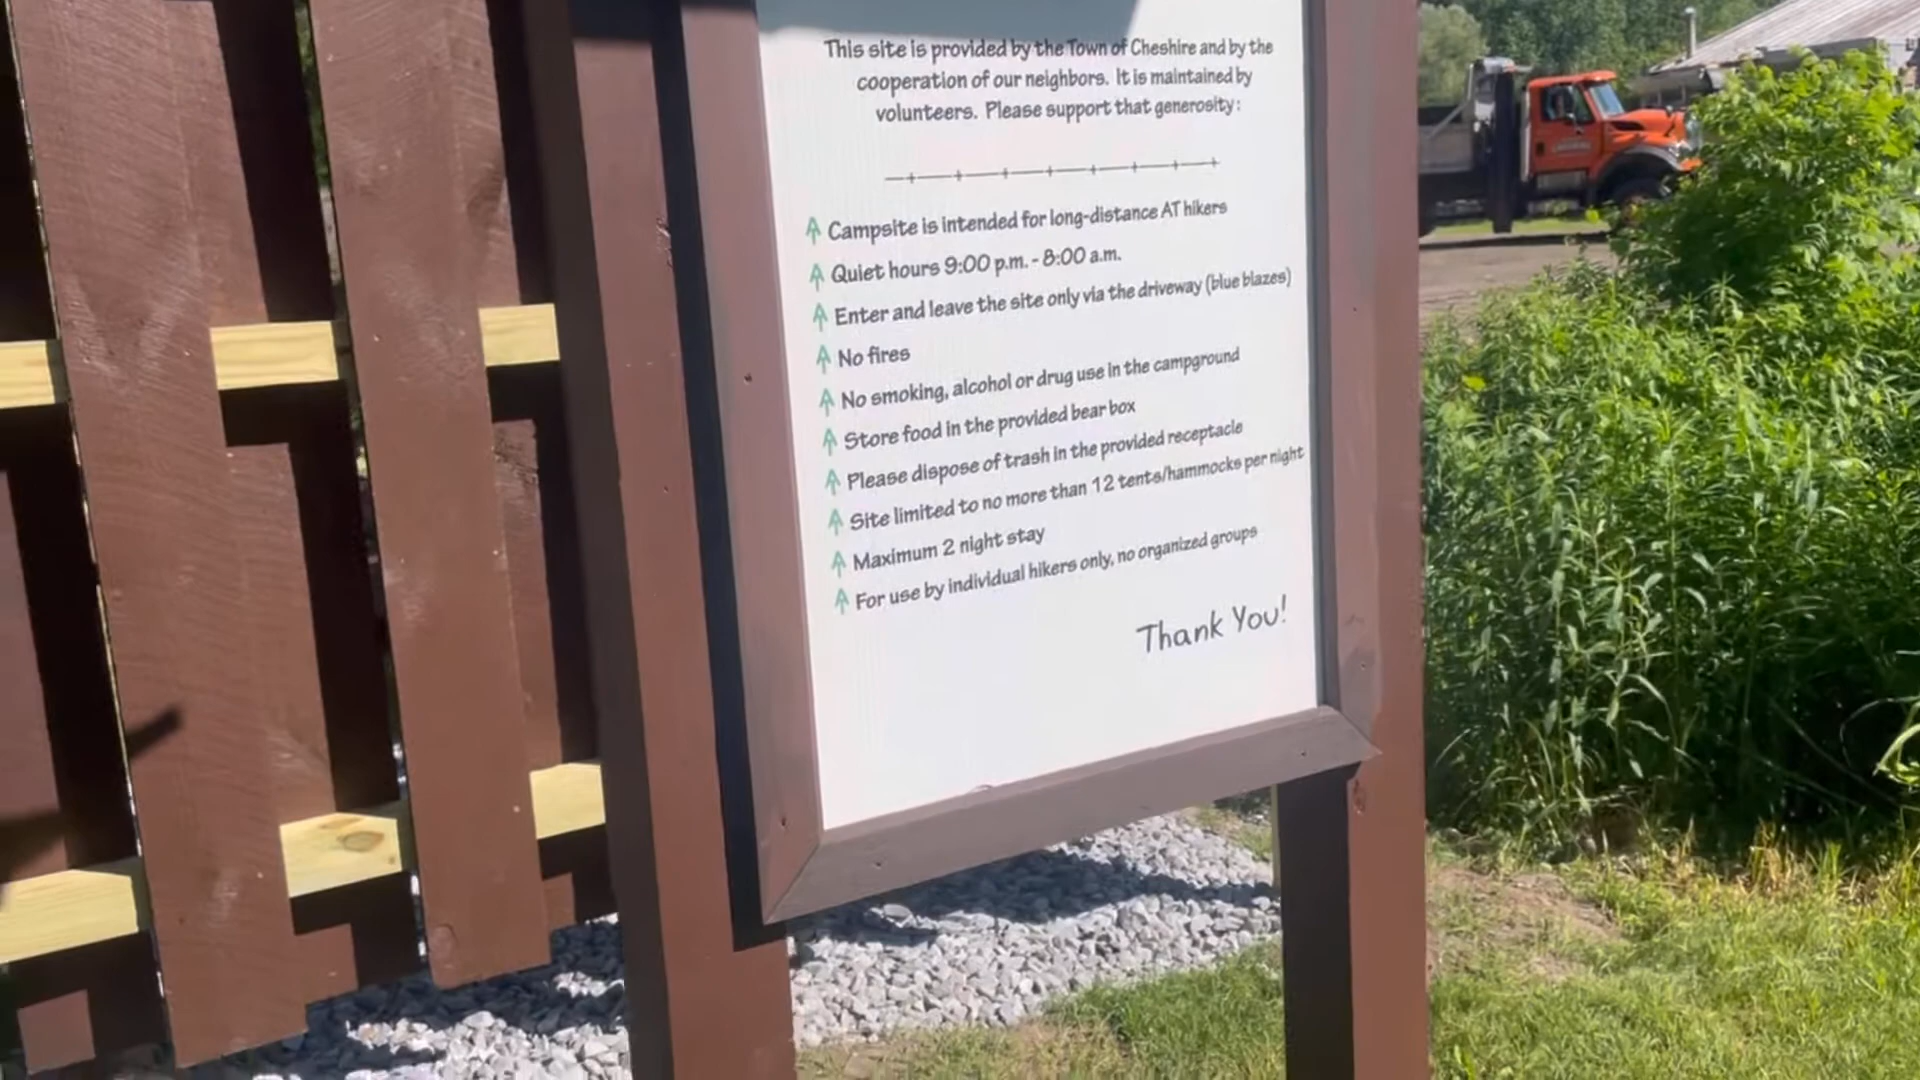 This site is provided by the Town of Cheshire and by the
cooperation of our neighbors. It is maintained by
volunteers. Please support that generosity:
Campsite is intended for long-distance AT hikers
Quiet hours 9:00 p.m. - 8:00 a.m.
Enter and leave the site only via the driveway (blue blazes)
No fires
No smoking, alcohol or drug use in the campground
Store food in the provided bear box
Please dispose of trash in the provided receptacle
Site limited to no more than 12 tents/hammocks per night
Maximum 2 night stay
For use by individual hikers only, no organized groups
Thank You!